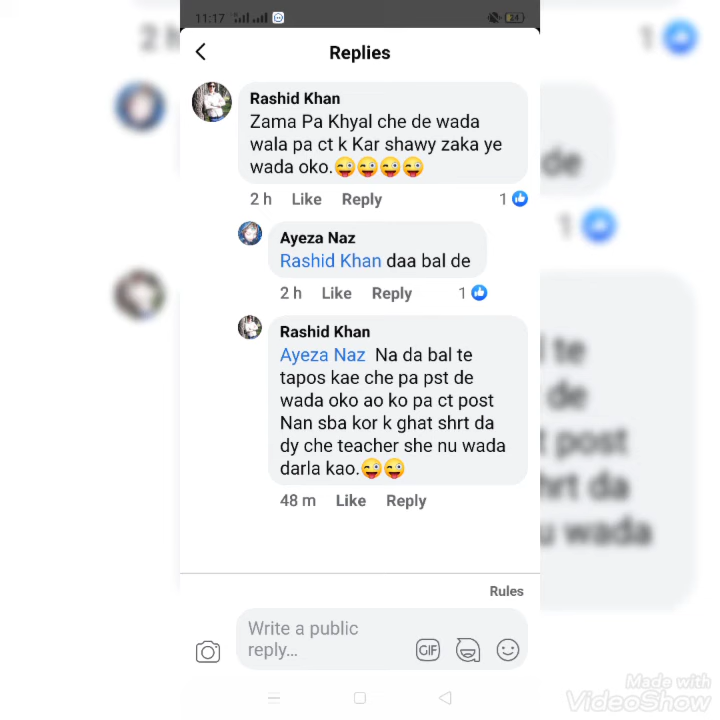 11:17
Replies
Rashid Khan
Zama Pa Khyal che de wada
wala pa ct k Kar shawy zaka ye
wada oko.😜😜😜😜
2 h Like Reply 1
Ayeza Naz
Rashid Khan daa bal de
2 h Like Reply 1
Rashid Khan
Ayeza Naz Na da bal te
tapos kae che pa pst de
wada oko ao ko pa ct post
Nan sba kor k ghat shrt da
dy che teacher she nu wada
darla kao.😜😜
48 m Like Reply
Rules
Write a public
reply...
GIF
Made with
VideoShow